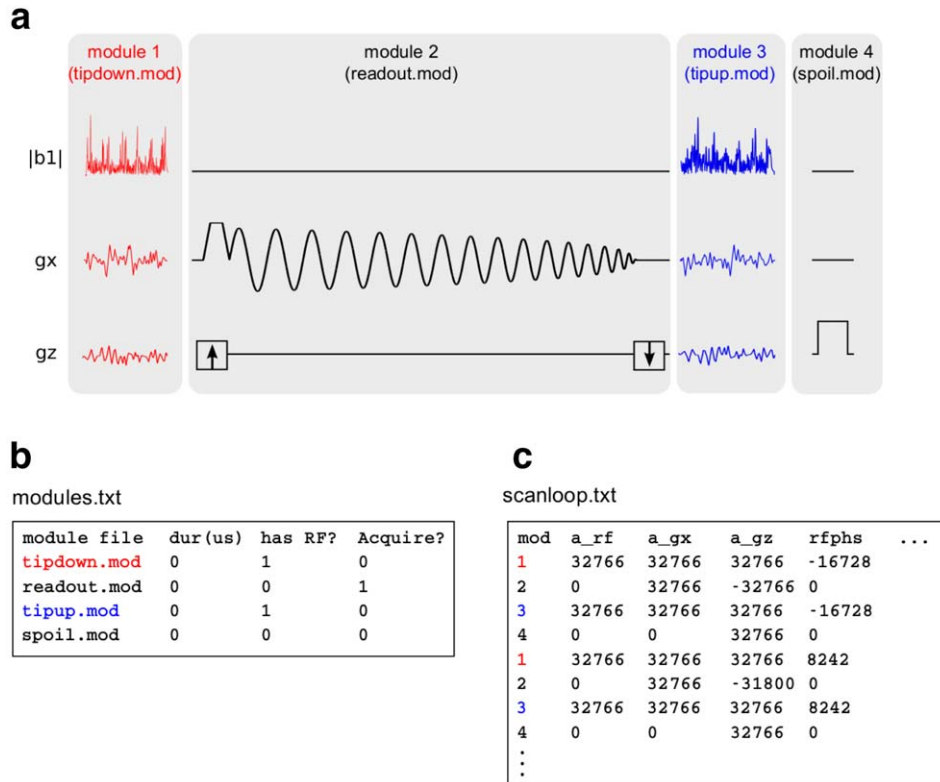 a
module 1 module 2 module 3 module 4
(tipdown.mod) (readout.mod) (tipup.mod) (spoil.mod)
|b1|
gx
gz
b
modules.txt
module file dur(us) has RF? Acquire?
tipdown.mod 0 1 0
readout.mod 0 0 1
tipup.mod 0 1 0
spoil.mod 0 0 0
c
scanloop.txt
mod a_rf a_gx a_gz rfphs ...
1 32766 32766 32766 -16728
2 0 32766 -32766 0
3 32766 32766 32766 -16728
4 0 0 32766 0
1 32766 32766 32766 8242
2 0 32766 -31800 0
3 32766 32766 32766 8242
4 0 0 32766 0